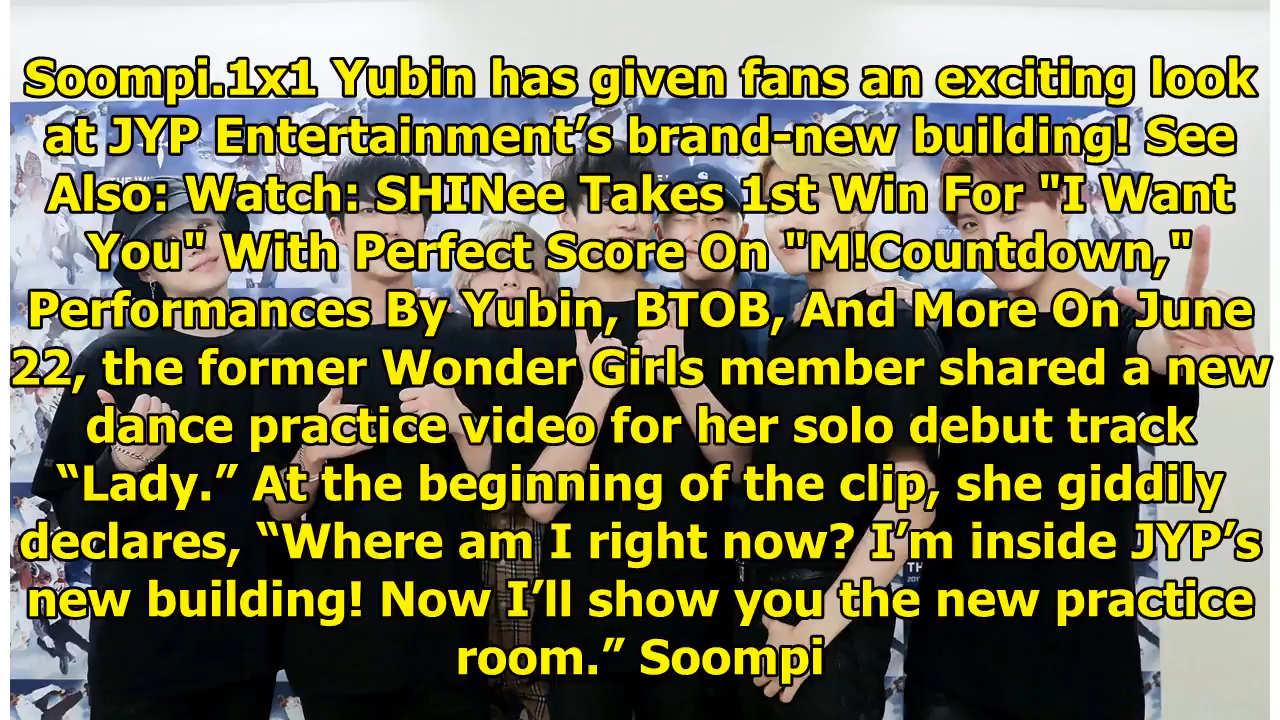 Soompi.1x1 Yubin has given fans an exciting look
at JYP Entertainment’s brand-new building! See
Also: Watch: SHINee Takes 1st Win For "I Want
You" With Perfect Score On "M!Countdown,"
Performances By Yubin, BTOB, And More On June
22, the former Wonder Girls member shared a new
dance practice video for her solo debut track
“Lady.” At the beginning of the clip, she giddily
declares, “Where am I right now? I’m inside JYP’s
new building! Now I’ll show you the new practice
room.” Soompi